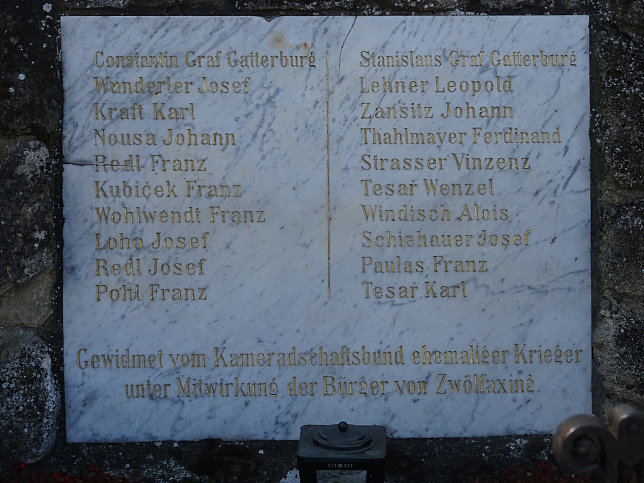 Constantin Graf Gatterburg
Wunderler Josef
Kraft Karl
Nousa Johann
Redl Franz
Kubiček Franz
Wohlwendt Franz
Loho Josef
Redl Josef
Pohl Franz
Stanislaus Graf Gatterburg
Lehner Leopold
Zansitz Johann
Thahlmayer Ferdinand
Strasser Vinzenz
Tesař Wenzel
Windisch Alois
Schiehauer Josef
Paulas Franz
Tesař Karl
Gewidmet vom Kameradschaftsbund ehemaliger Krieger
unter Mitwirkung der Bürger von Zwölfaxing.